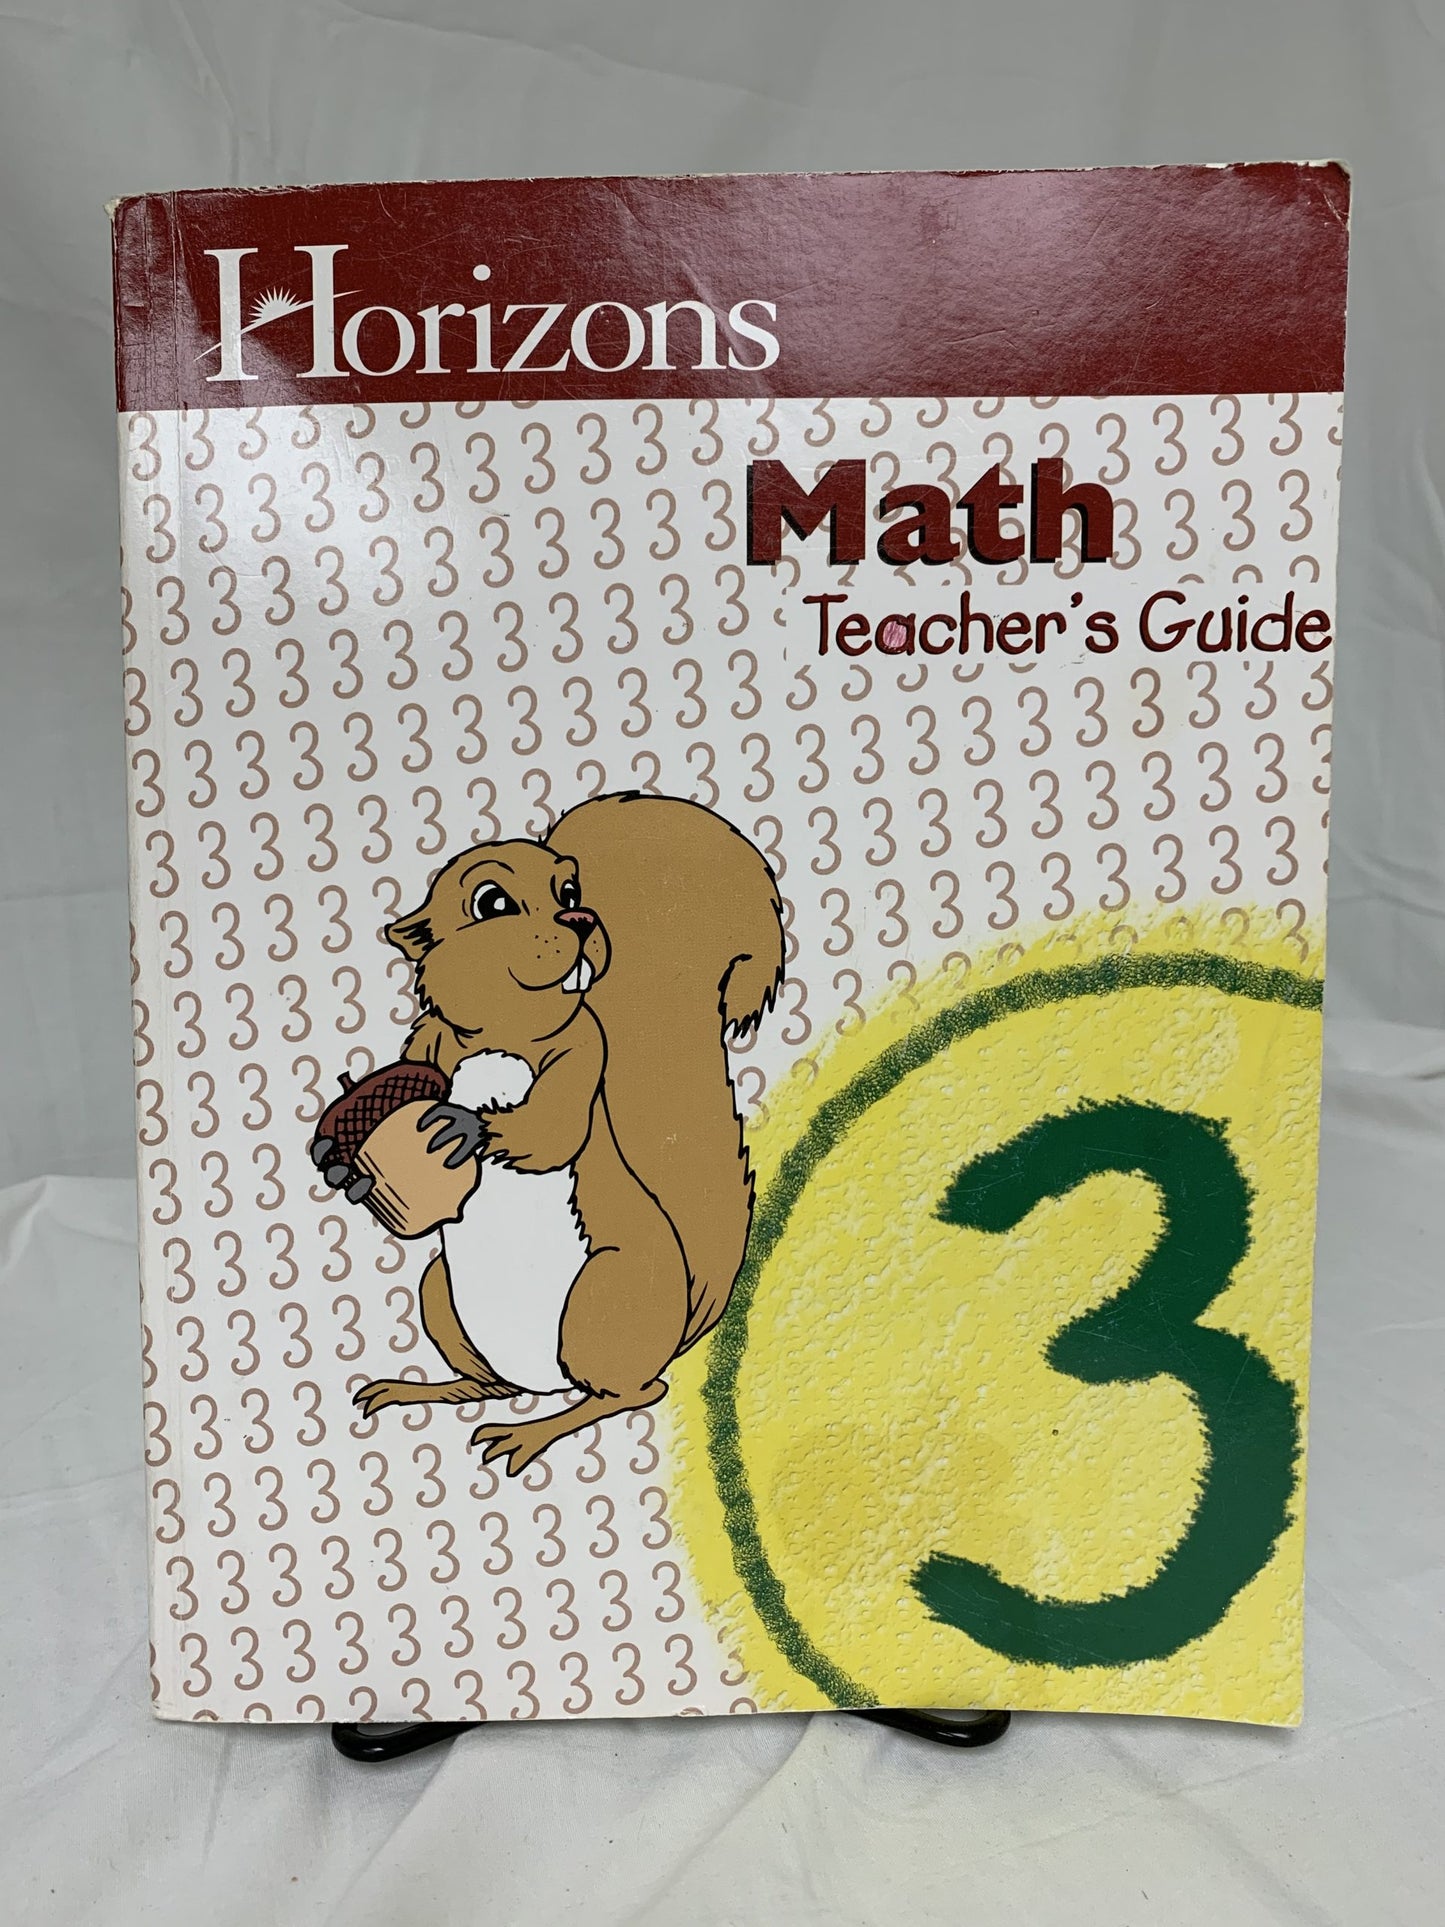 Horizons
Math
Teacher's Guide
3